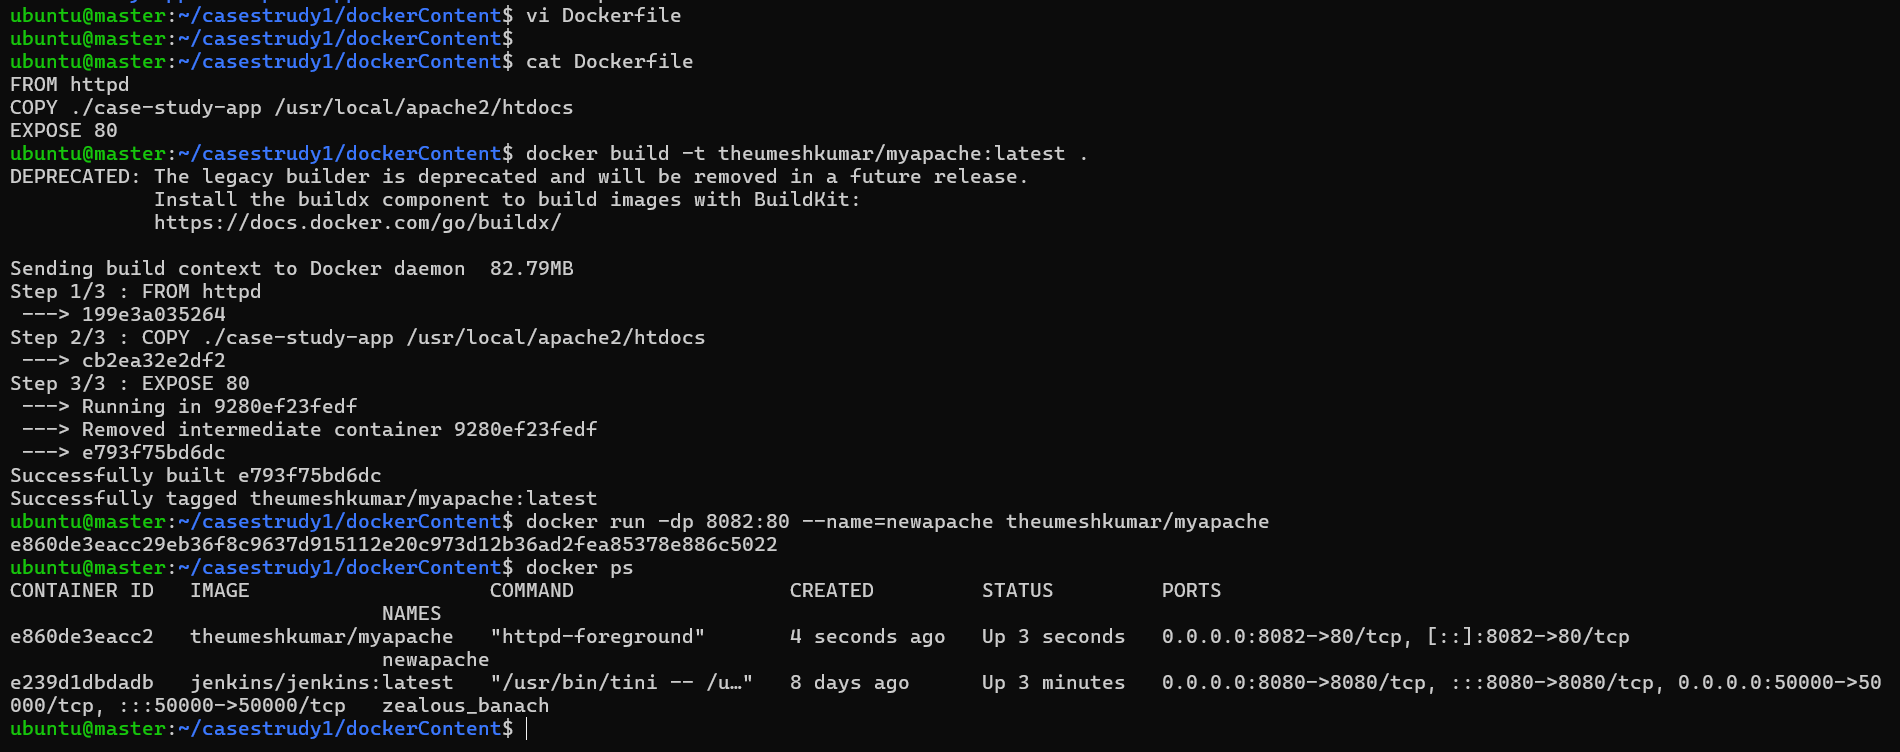 ubuntu@master:~/casestrudy1/dockerContent$ vi Dockerfile
ubuntu@master:~/casestrudy1/dockerContent$
ubuntu@master:~/casestrudy1/dockerContent$ cat Dockerfile
FROM httpd
COPY ./case-study-app /usr/local/apache2/htdocs
EXPOSE 80
ubuntu@master:~/casestrudy1/dockerContent$ docker build -t theumeshkumar/myapache:latest .
DEPRECATED: The legacy builder is deprecated and will be removed in a future release.
            Install the buildx component to build images with BuildKit:
            https://docs.docker.com/go/buildx/

Sending build context to Docker daemon  82.79MB
Step 1/3 : FROM httpd
 ---> 199e3a035264
Step 2/3 : COPY ./case-study-app /usr/local/apache2/htdocs
 ---> cb2ea32e2df2
Step 3/3 : EXPOSE 80
 ---> Running in 9280ef23fedf
 ---> Removed intermediate container 9280ef23fedf
 ---> e793f75bd6dc
Successfully built e793f75bd6dc
Successfully tagged theumeshkumar/myapache:latest
ubuntu@master:~/casestrudy1/dockerContent$ docker run -dp 8082:80 --name=newapache theumeshkumar/myapache
e860de3eacc29eb36f8c9637d915112e20c973d12b36ad2fea85378e886c5022
ubuntu@master:~/casestrudy1/dockerContent$ docker ps
CONTAINER ID   IMAGE                    COMMAND                  CREATED         STATUS         PORTS
                               NAMES
e860de3eacc2   theumeshkumar/myapache   "httpd-foreground"       4 seconds ago   Up 3 seconds   0.0.0.0:8082->80/tcp, [::]:8082->80/tcp
                               newapache
e239d1dbdadb   jenkins/jenkins:latest   "/usr/bin/tini -- /u…"   8 days ago      Up 3 minutes   0.0.0.0:8080->8080/tcp, :::8080->8080/tcp, 0.0.0.0:50000->50
000/tcp, :::50000->50000/tcp   zealous_banach
ubuntu@master:~/casestrudy1/dockerContent$